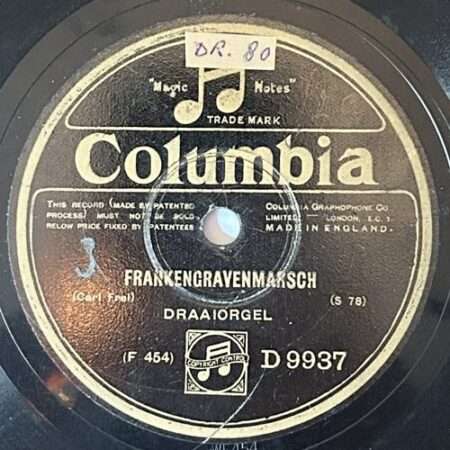 DR. 80
"Magic Notes"
TRADE MARK
Columbia
THIS RECORD (MADE BY PATENTED
PROCESS) MUST NOT BE SOLD
BELOW PRICE FIXED BY PATENTEES
COLUMBIA GRAPHOPHONE CO
LIMITED. — LONDON, E.C. 1.
MADE IN ENGLAND.
3
FRANKENGRAVENMARSCH
(Carl Frei)
(S 78)
DRAAIORGEL
(F 454)
COPYRIGHT CONTROL
D 9937